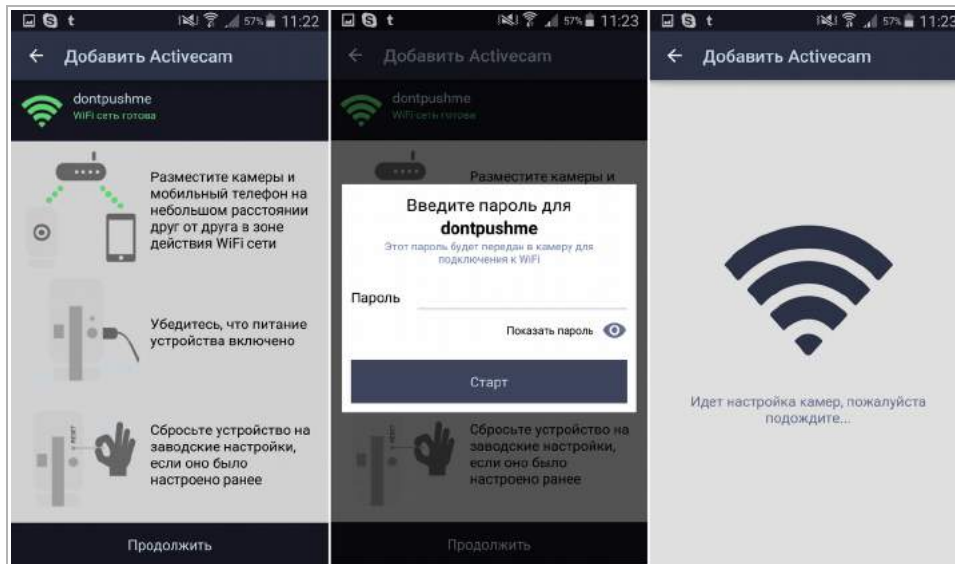 t 57% 11:22
Добавить Activecam
dontpushme
WiFi сеть готова
Разместите камеры и
мобильный телефон на
небольшом расстоянии
друг от друга в зоне
действия WiFi сети
Убедитесь, что питание
устройства включено
RESET
Сбросьте устройство на
заводские настройки,
если оно было
настроено ранее
Продолжить
t 57% 11:23
Добавить Activecam
dontpushme
WiFi сеть готова
Разместите камеры и
Введите пароль для
dontpushme
Этот пароль будет передан в камеру для
подключения к WiFi
Пароль
Показать пароль
Старт
Сбросьте устройство на
заводские настройки,
если оно было
настроено ранее
Продолжить
t 57% 11:23
Добавить Activecam
Идет настройка камер, пожалуйста
подождите...